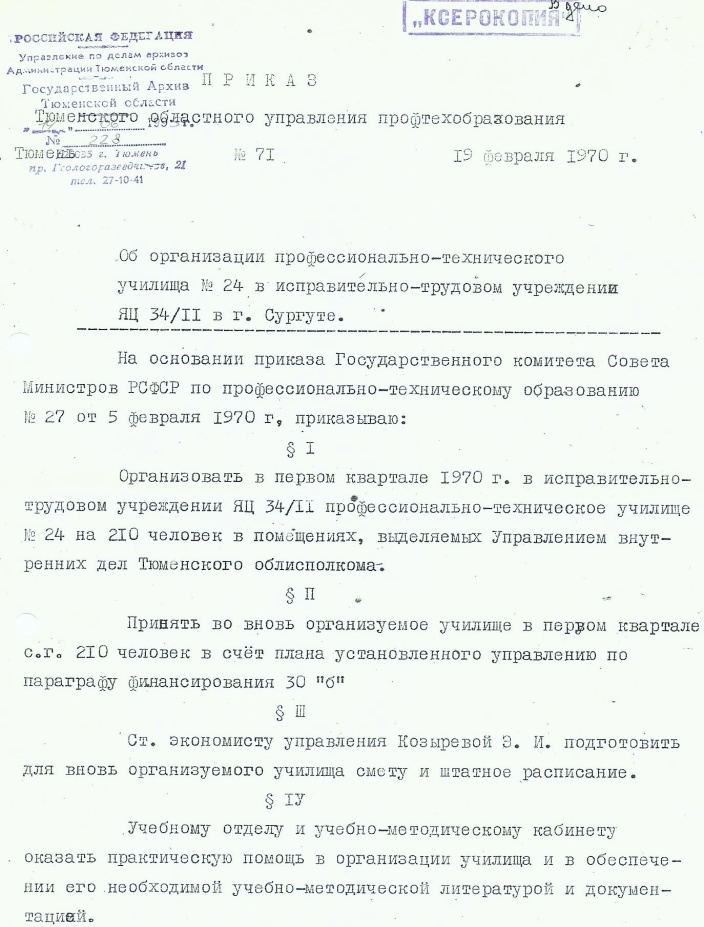 В дело
„КСЕРОКОПИЯ"
РОССИЙСКАЯ ФЕДЕРАЦИЯ
Управление по делам архивов
Администрации Тюменской области
Государственный Архив
Тюменской области
№ 228
г. Тюмень
пр. Геологоразведчиков, 21
тел. 27-10-41
ПРИКАЗ
Тюменского областного управления профтехобразования
Тюмень № 71 19 февраля 1970 г.
Об организации профессионально-технического
училища № 24 в исправительно-трудовом учреждении
ЯЦ 34/II в г. Сургуте.
На основании приказа Государственного комитета Совета
Министров РСФСР по профессионально-техническому образованию
№ 27 от 5 февраля 1970 г, приказываю:
§ I
Организовать в первом квартале 1970 г. в исправительно-
трудовом учреждении ЯЦ 34/II профессионально-техническое училище
№ 24 на 210 человек в помещениях, выделяемых Управлением внут-
ренних дел Тюменского облисполкома.
§ П
Принять во вновь организуемое училище в первом квартале
с.г. 210 человек в счёт плана установленного управлению по
параграфу финансирования 30 "б"
§ Ш
Ст. экономисту управления Козыревой Э. И. подготовить
для вновь организуемого училища смету и штатное расписание.
§ IУ
Учебному отделу и учебно-методическому кабинету
оказать практическую помощь в организации училища и в обеспече-
нии его необходимой учебно-методической литературой и докумен-
тацией.